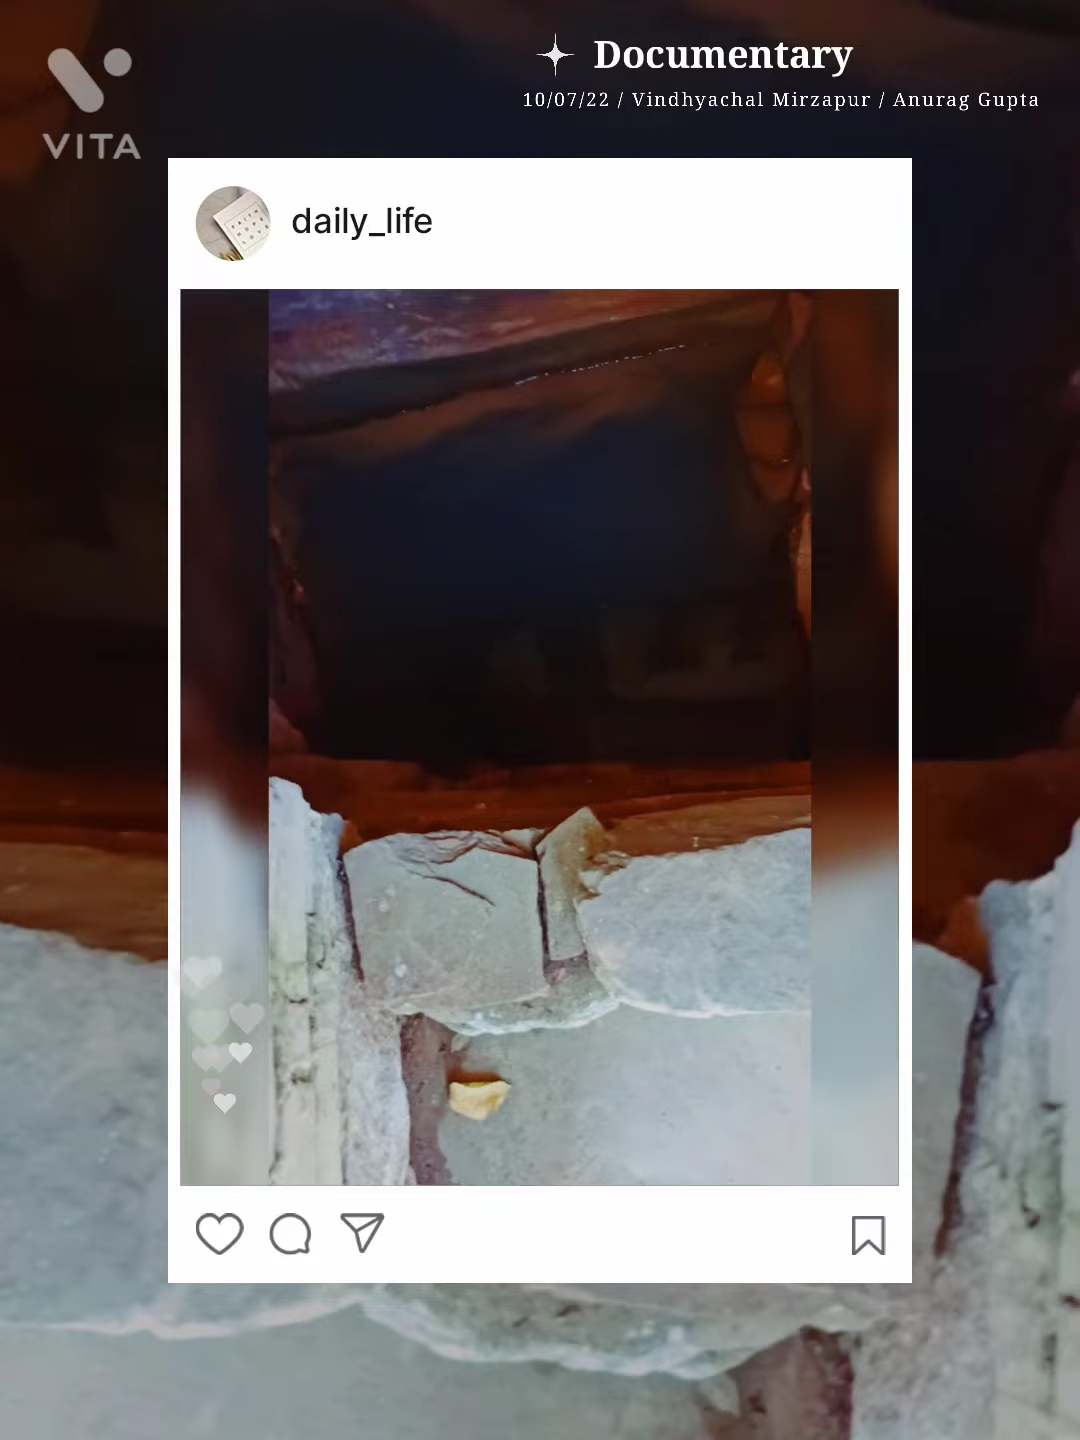 VITA
Documentary
10/07/22 / Vindhyachal Mirzapur / Anurag Gupta
daily_life